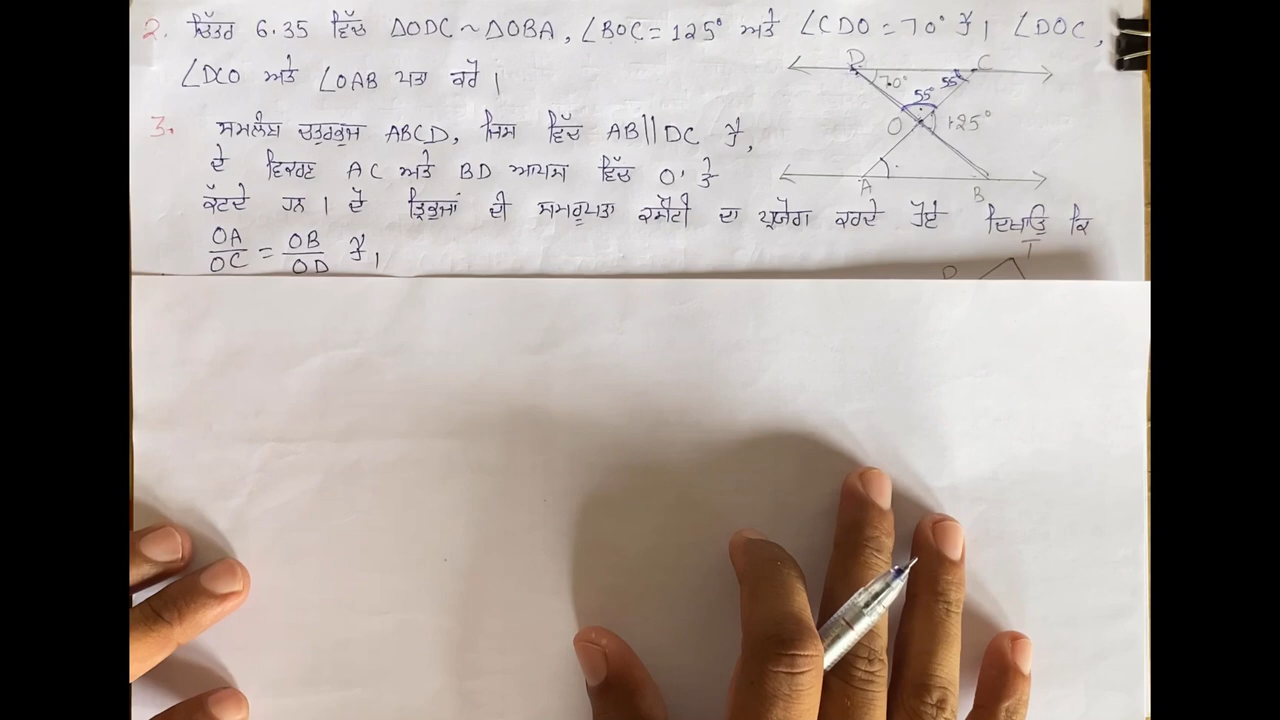 2. ਚਿੱਤਰ 6.35 ਵਿੱਚ ΔODC ~ ΔOBA, ∠BOC = 125° ਅਤੇ ∠CDO = 70° ਹੈ। ∠DOC,
∠DCO ਅਤੇ ∠OAB ਪਤਾ ਕਰੋ।
D C
70° 55° 55°
O 125°
A B
3. ਸਮਲੰਬ ਚਤੁਰਭੁਜ ABCD, ਜਿਸ ਵਿੱਚ AB||DC ਹੈ,
ਦੇ ਵਿਕਰਣ AC ਅਤੇ BD ਆਪਸ ਵਿੱਚ O' ਤੇ
ਕੱਟਦੇ ਹਨ। ਦੋ ਤ੍ਰਿਭੁਜਾਂ ਦੀ ਸਮਰੂਪਤਾ ਕਸੌਟੀ ਦਾ ਪ੍ਰਯੋਗ ਕਰਦੇ ਹੋਏ ਦਿਖਾਓ ਕਿ
OA/OC = OB/OD ਹੈ।
T